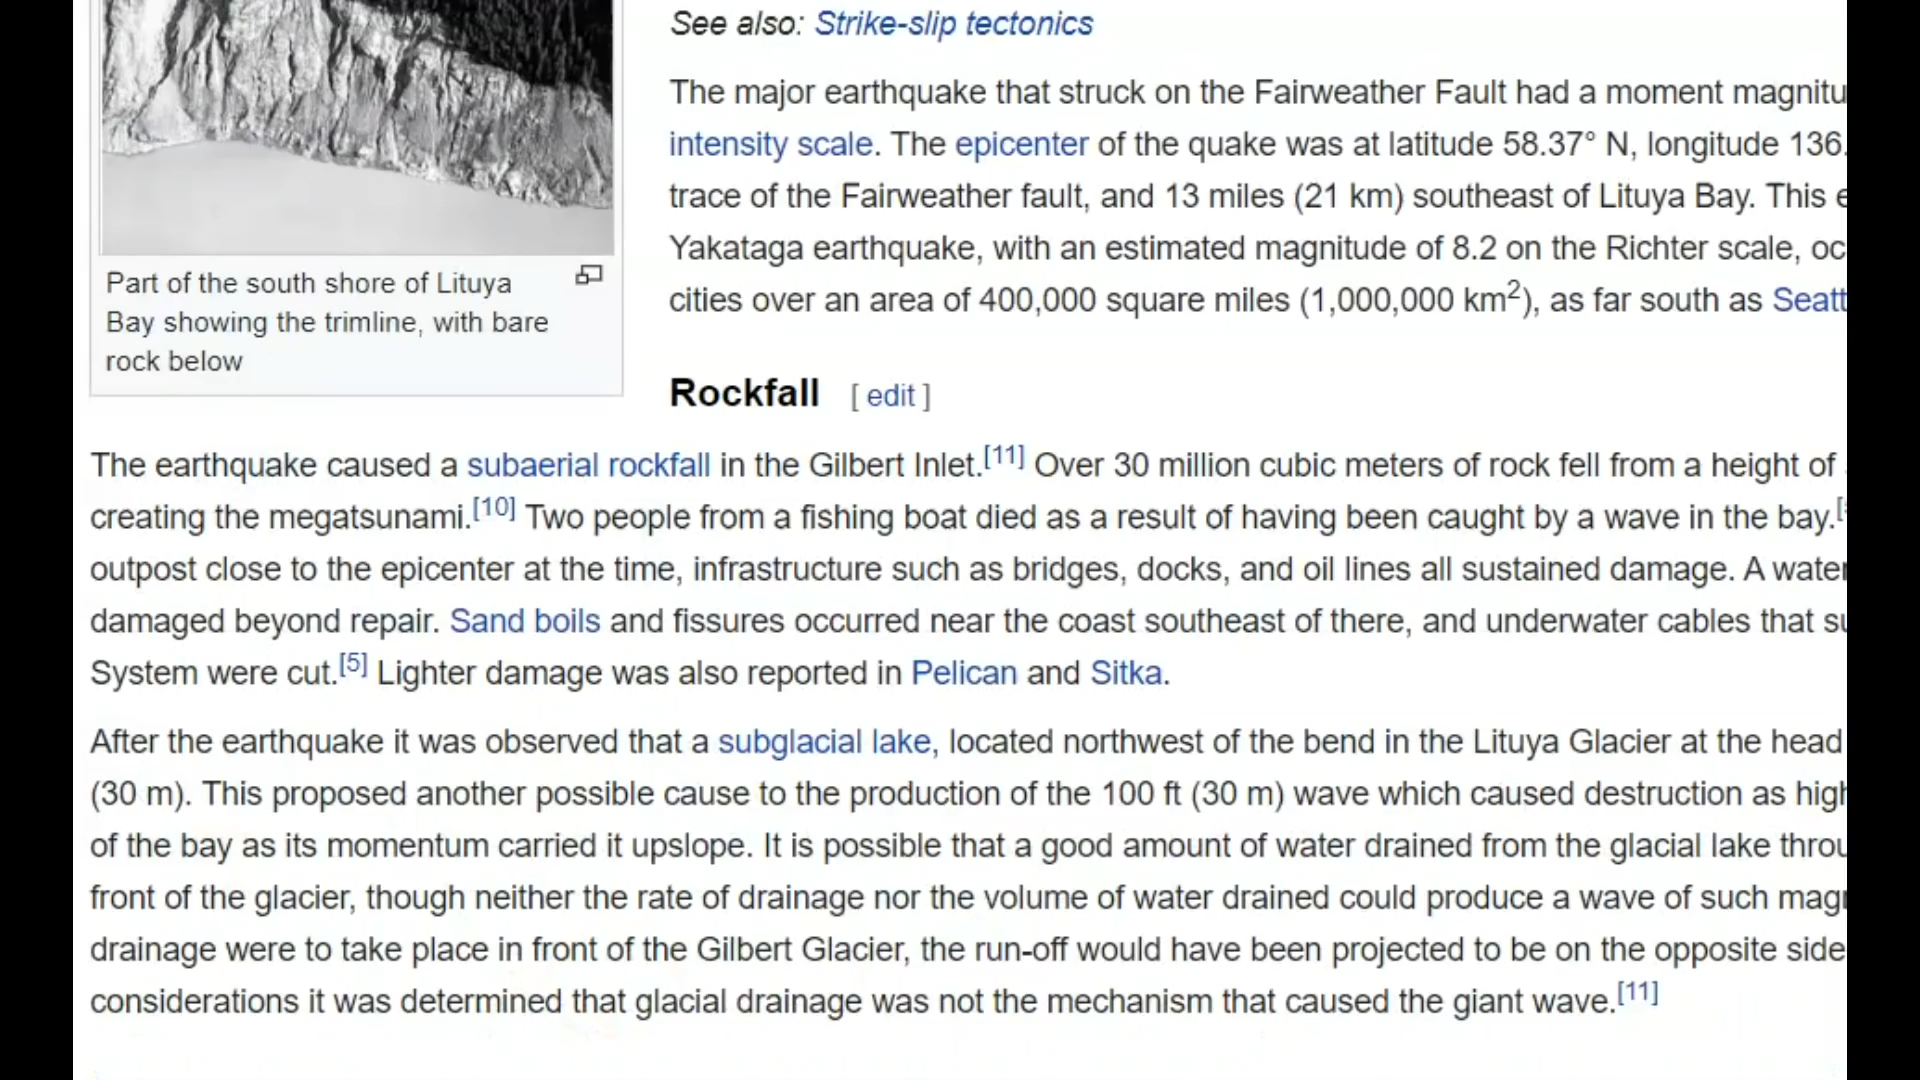 See also: Strike-slip tectonics
The major earthquake that struck on the Fairweather Fault had a moment
intensity scale. The epicenter of the quake was at latitude 58.37° N, longitude 136.
trace of the Fairweather fault, and 13 miles (21 km) southeast of Lituya Bay. This
Yakataga earthquake, with an estimated magnitude of 8.2 on the Richter scale,
cities over an area of 400,000 square miles (1,000,000 km²), as far south as
Part of the south shore of Lituya
Bay showing the trimline, with bare
rock below
Rockfall [ edit ]
The earthquake caused a subaerial rockfall in the Gilbert Inlet.[11] Over 30 million cubic meters of rock fell from a height of
creating the megatsunami.[10] Two people from a fishing boat died as a result of having been caught by a wave in the bay.
outpost close to the epicenter at the time, infrastructure such as bridges, docks, and oil lines all sustained damage. A
damaged beyond repair. Sand boils and fissures occurred near the coast southeast of there, and underwater cables that
System were cut.[5] Lighter damage was also reported in Pelican and Sitka.
After the earthquake it was observed that a subglacial lake, located northwest of the bend in the Lituya Glacier at the head
(30 m). This proposed another possible cause to the production of the 100 ft (30 m) wave which caused destruction as
of the bay as its momentum carried it upslope. It is possible that a good amount of water drained from the glacial lake
front of the glacier, though neither the rate of drainage nor the volume of water drained could produce a wave of such
drainage were to take place in front of the Gilbert Glacier, the run-off would have been projected to be on the opposite side
considerations it was determined that glacial drainage was not the mechanism that caused the giant wave.[11]